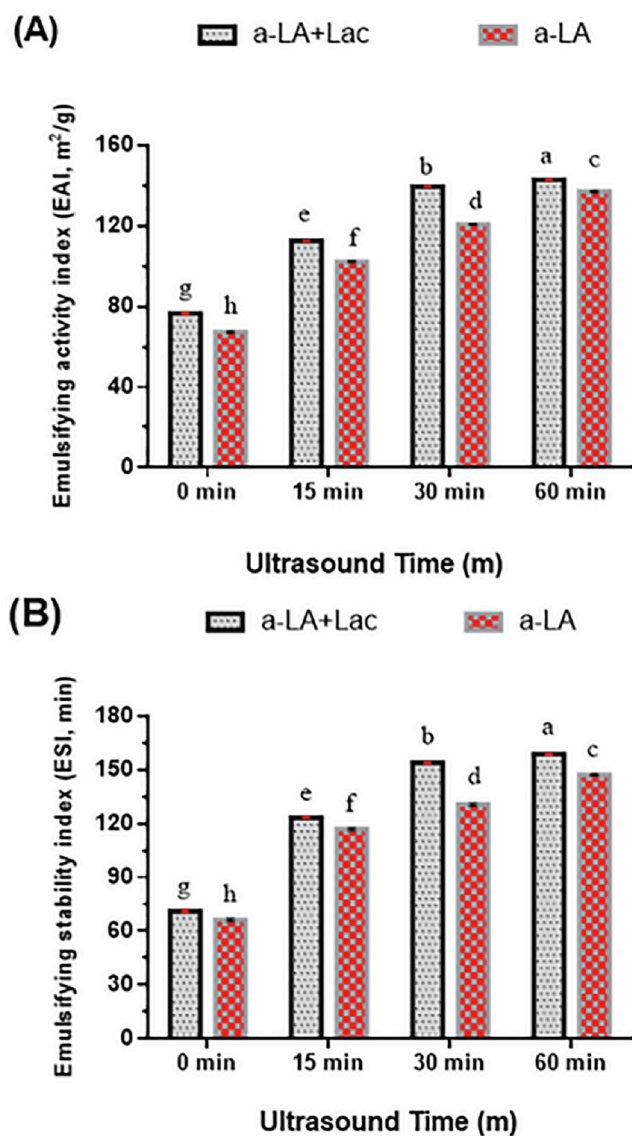 (A)
a-LA+Lac a-LA
Emulsifying activity index (EAI, m²/g)
160
120
80
40
0
g h e f b d a c
0 min 15 min 30 min 60 min
Ultrasound Time (m)
(B)
a-LA+Lac a-LA
Emulsifying stability index (ESI, min)
180
150
120
90
60
30
0
g h e f b d a c
0 min 15 min 30 min 60 min
Ultrasound Time (m)